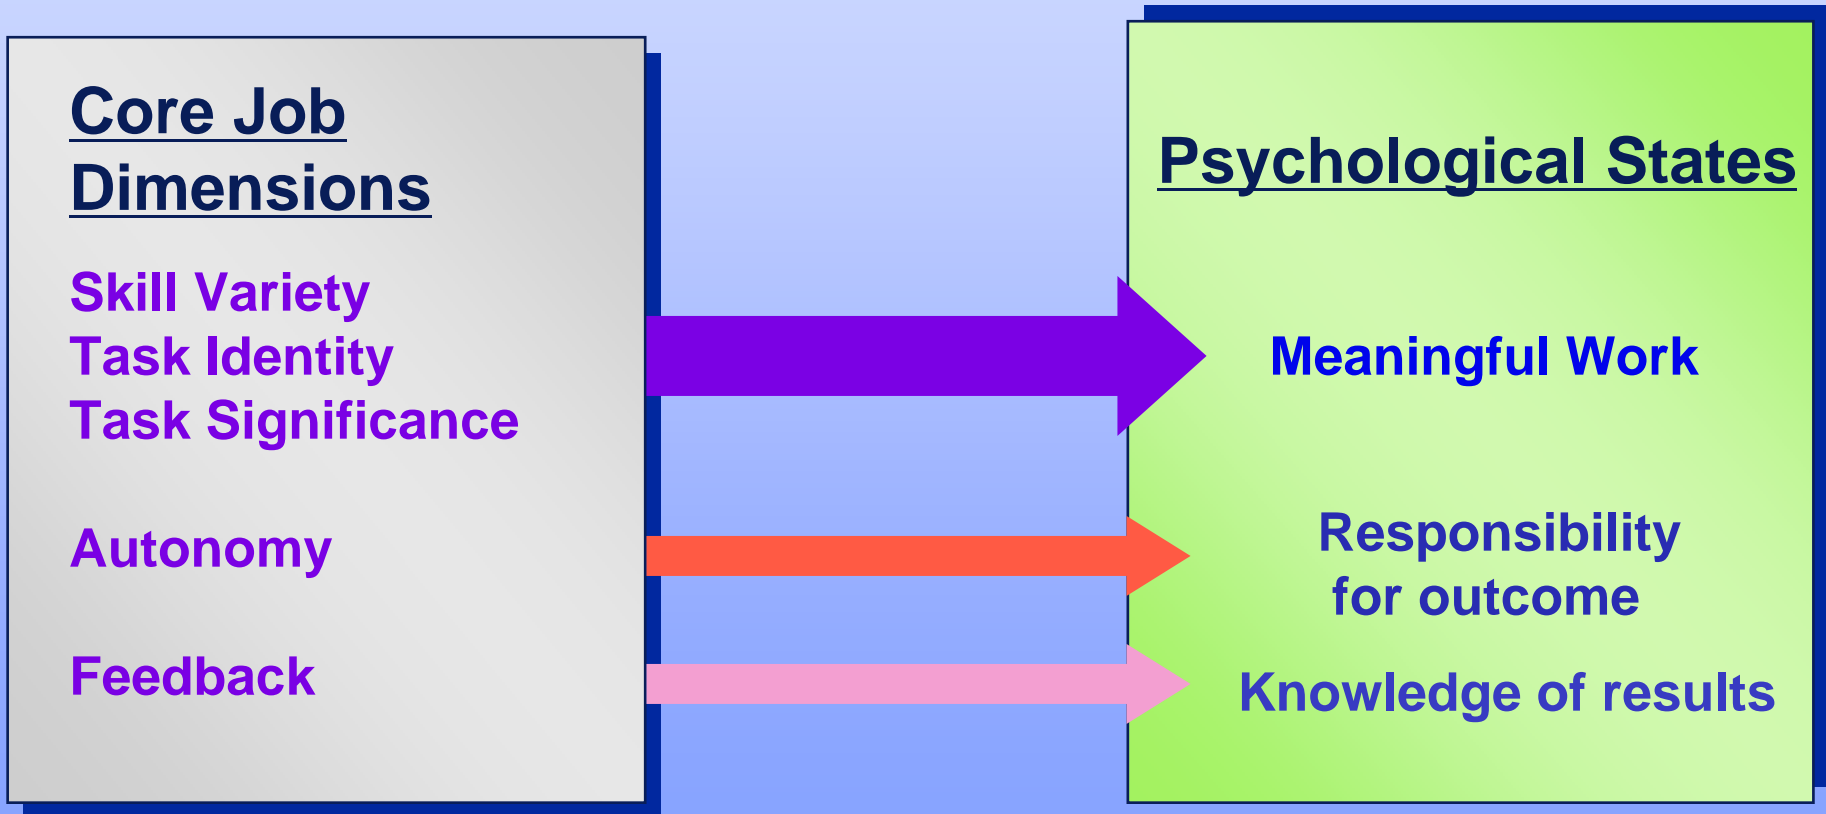 Core Job
Dimensions
Skill Variety
Task Identity
Task Significance
Autonomy
Feedback
Psychological States
Meaningful Work
Responsibility
for outcome
Knowledge of results